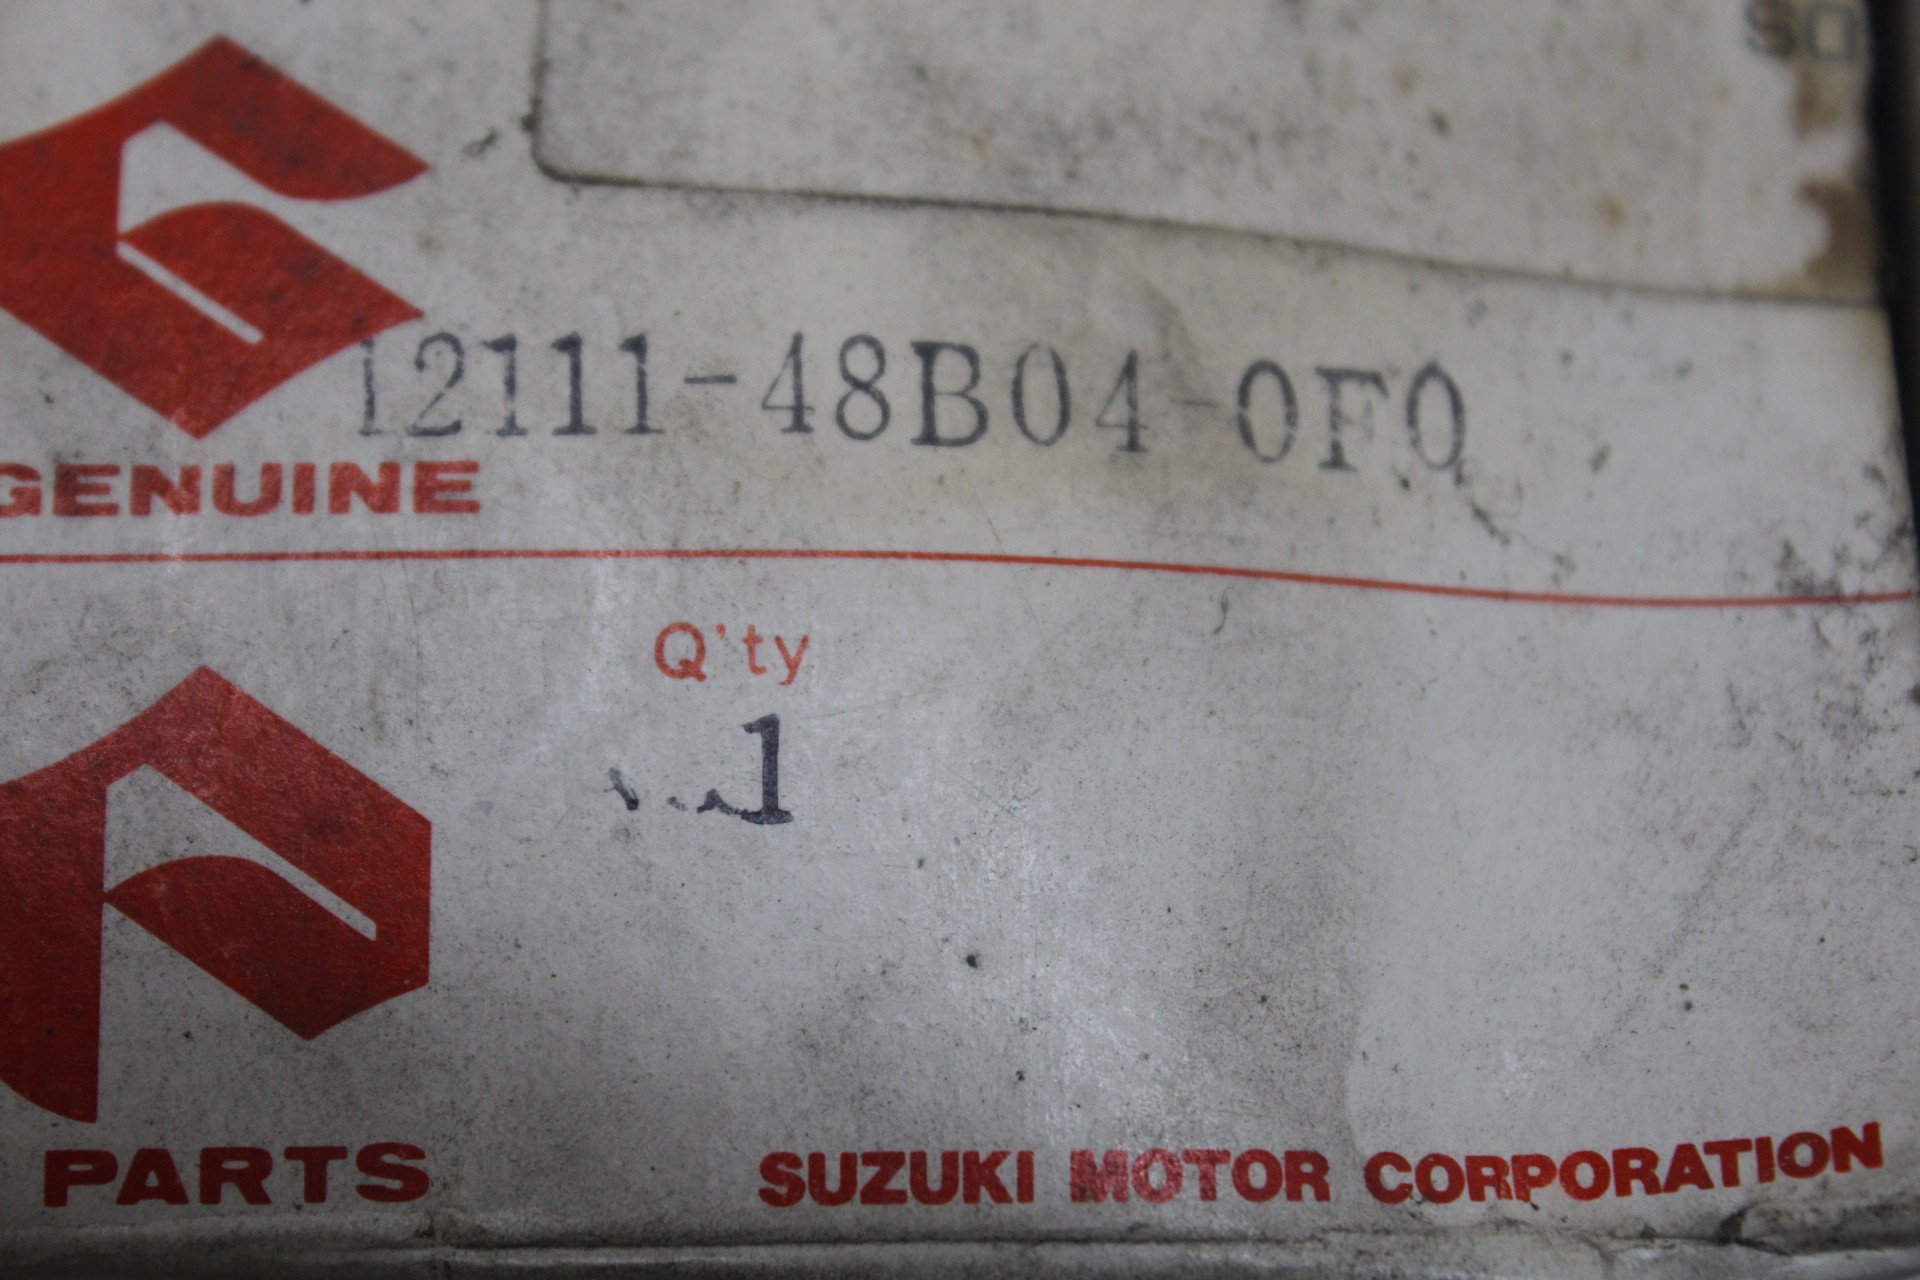 12111-48B04-0F0
GENUINE
Q'ty
1
PARTS
SUZUKI MOTOR CORPORATION